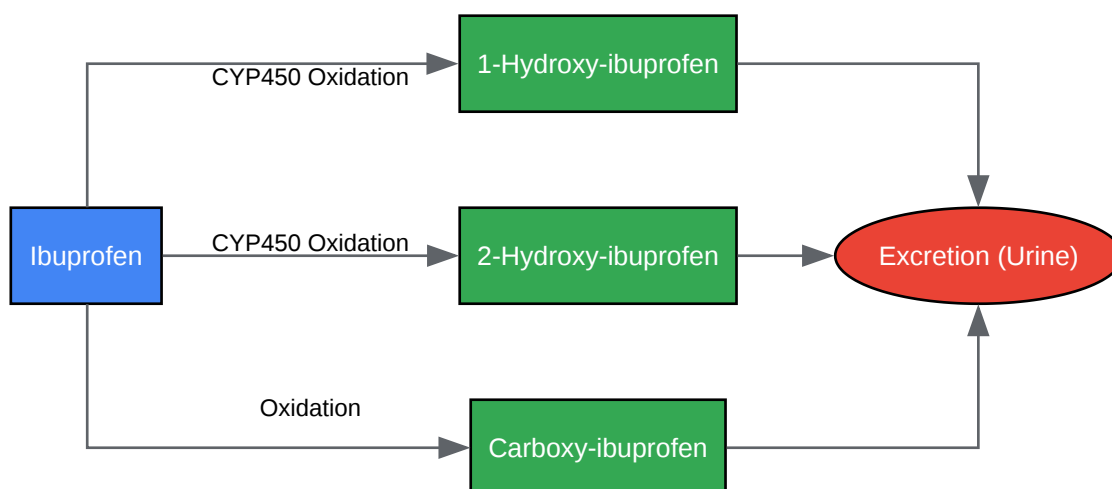 1-Hydroxy-ibuprofen
CYP450 Oxidation
Ibuprofen
CYP450 Oxidation
2-Hydroxy-ibuprofen
Excretion (Urine)
Oxidation
Carboxy-ibuprofen